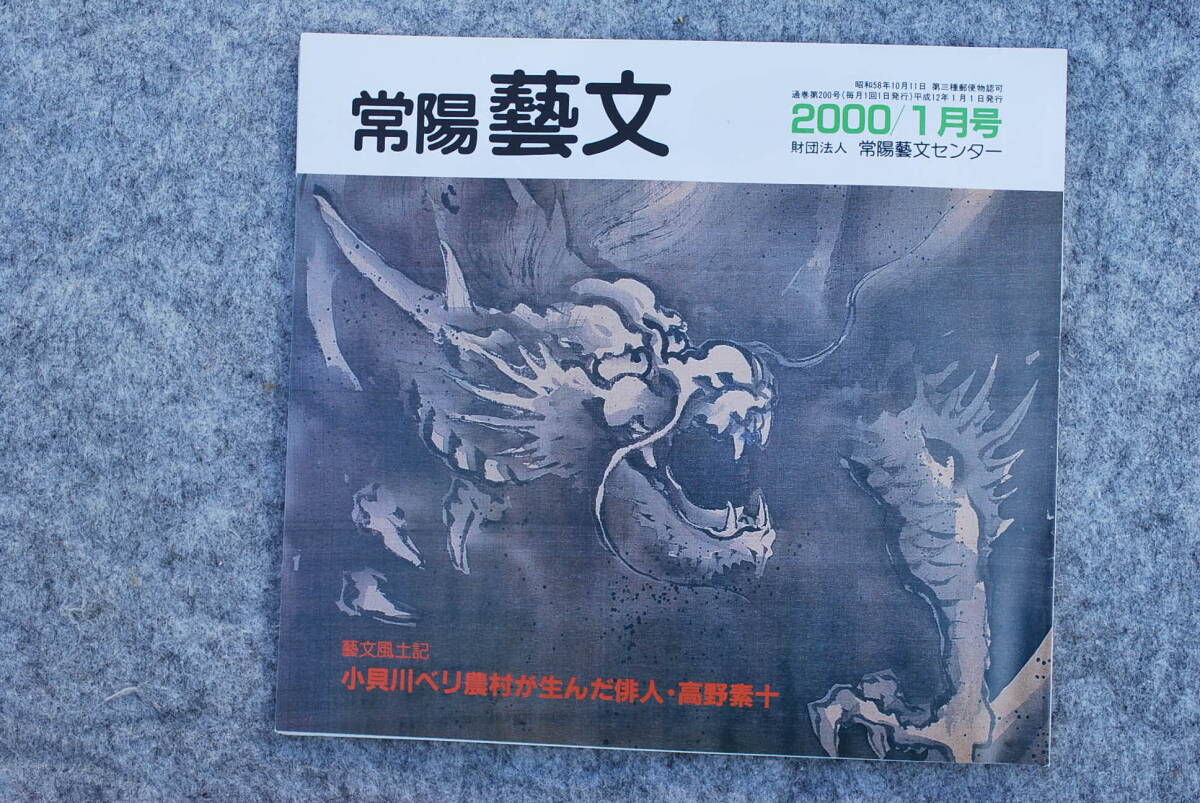 常陽藝文
昭和58年10月11日 第三種郵便物認可
通巻第200号(毎月1回1日発行)平成12年1月1日発行
2000/1月号
財団法人 常陽藝文センター
藝文風土記
小貝川ベリ農村が生んだ俳人・高野素十